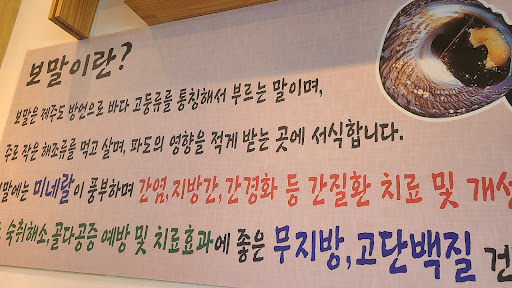 보말이란?
보말은 제주도 방언으로 바다 고둥류를 통칭해서 부르는 말이며,
주로 작은 해조류를 먹고 살며, 파도의 영향을 적게 받는 곳에 서식합니다.
말에는 미네랄이 풍부하며 간염,지방간,간경화 등 간질환 치료 및 개선
숙취해소,골다공증 예방 및 치료효과에 좋은 무지방,고단백질 건